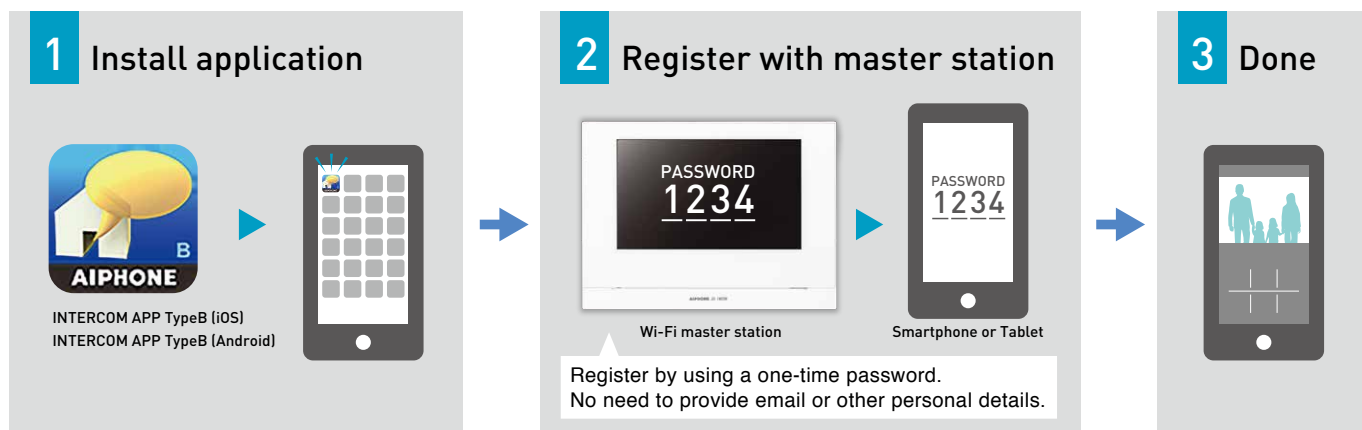 1 Install application
B
AIPHONE
INTERCOM APP TypeB (iOS)
INTERCOM APP TypeB (Android)
2 Register with master station
PASSWORD
1234
AIPHONE
Wi-Fi master station
PASSWORD
1234
Smartphone or Tablet
Register by using a one-time password.
No need to provide email or other personal details.
3 Done